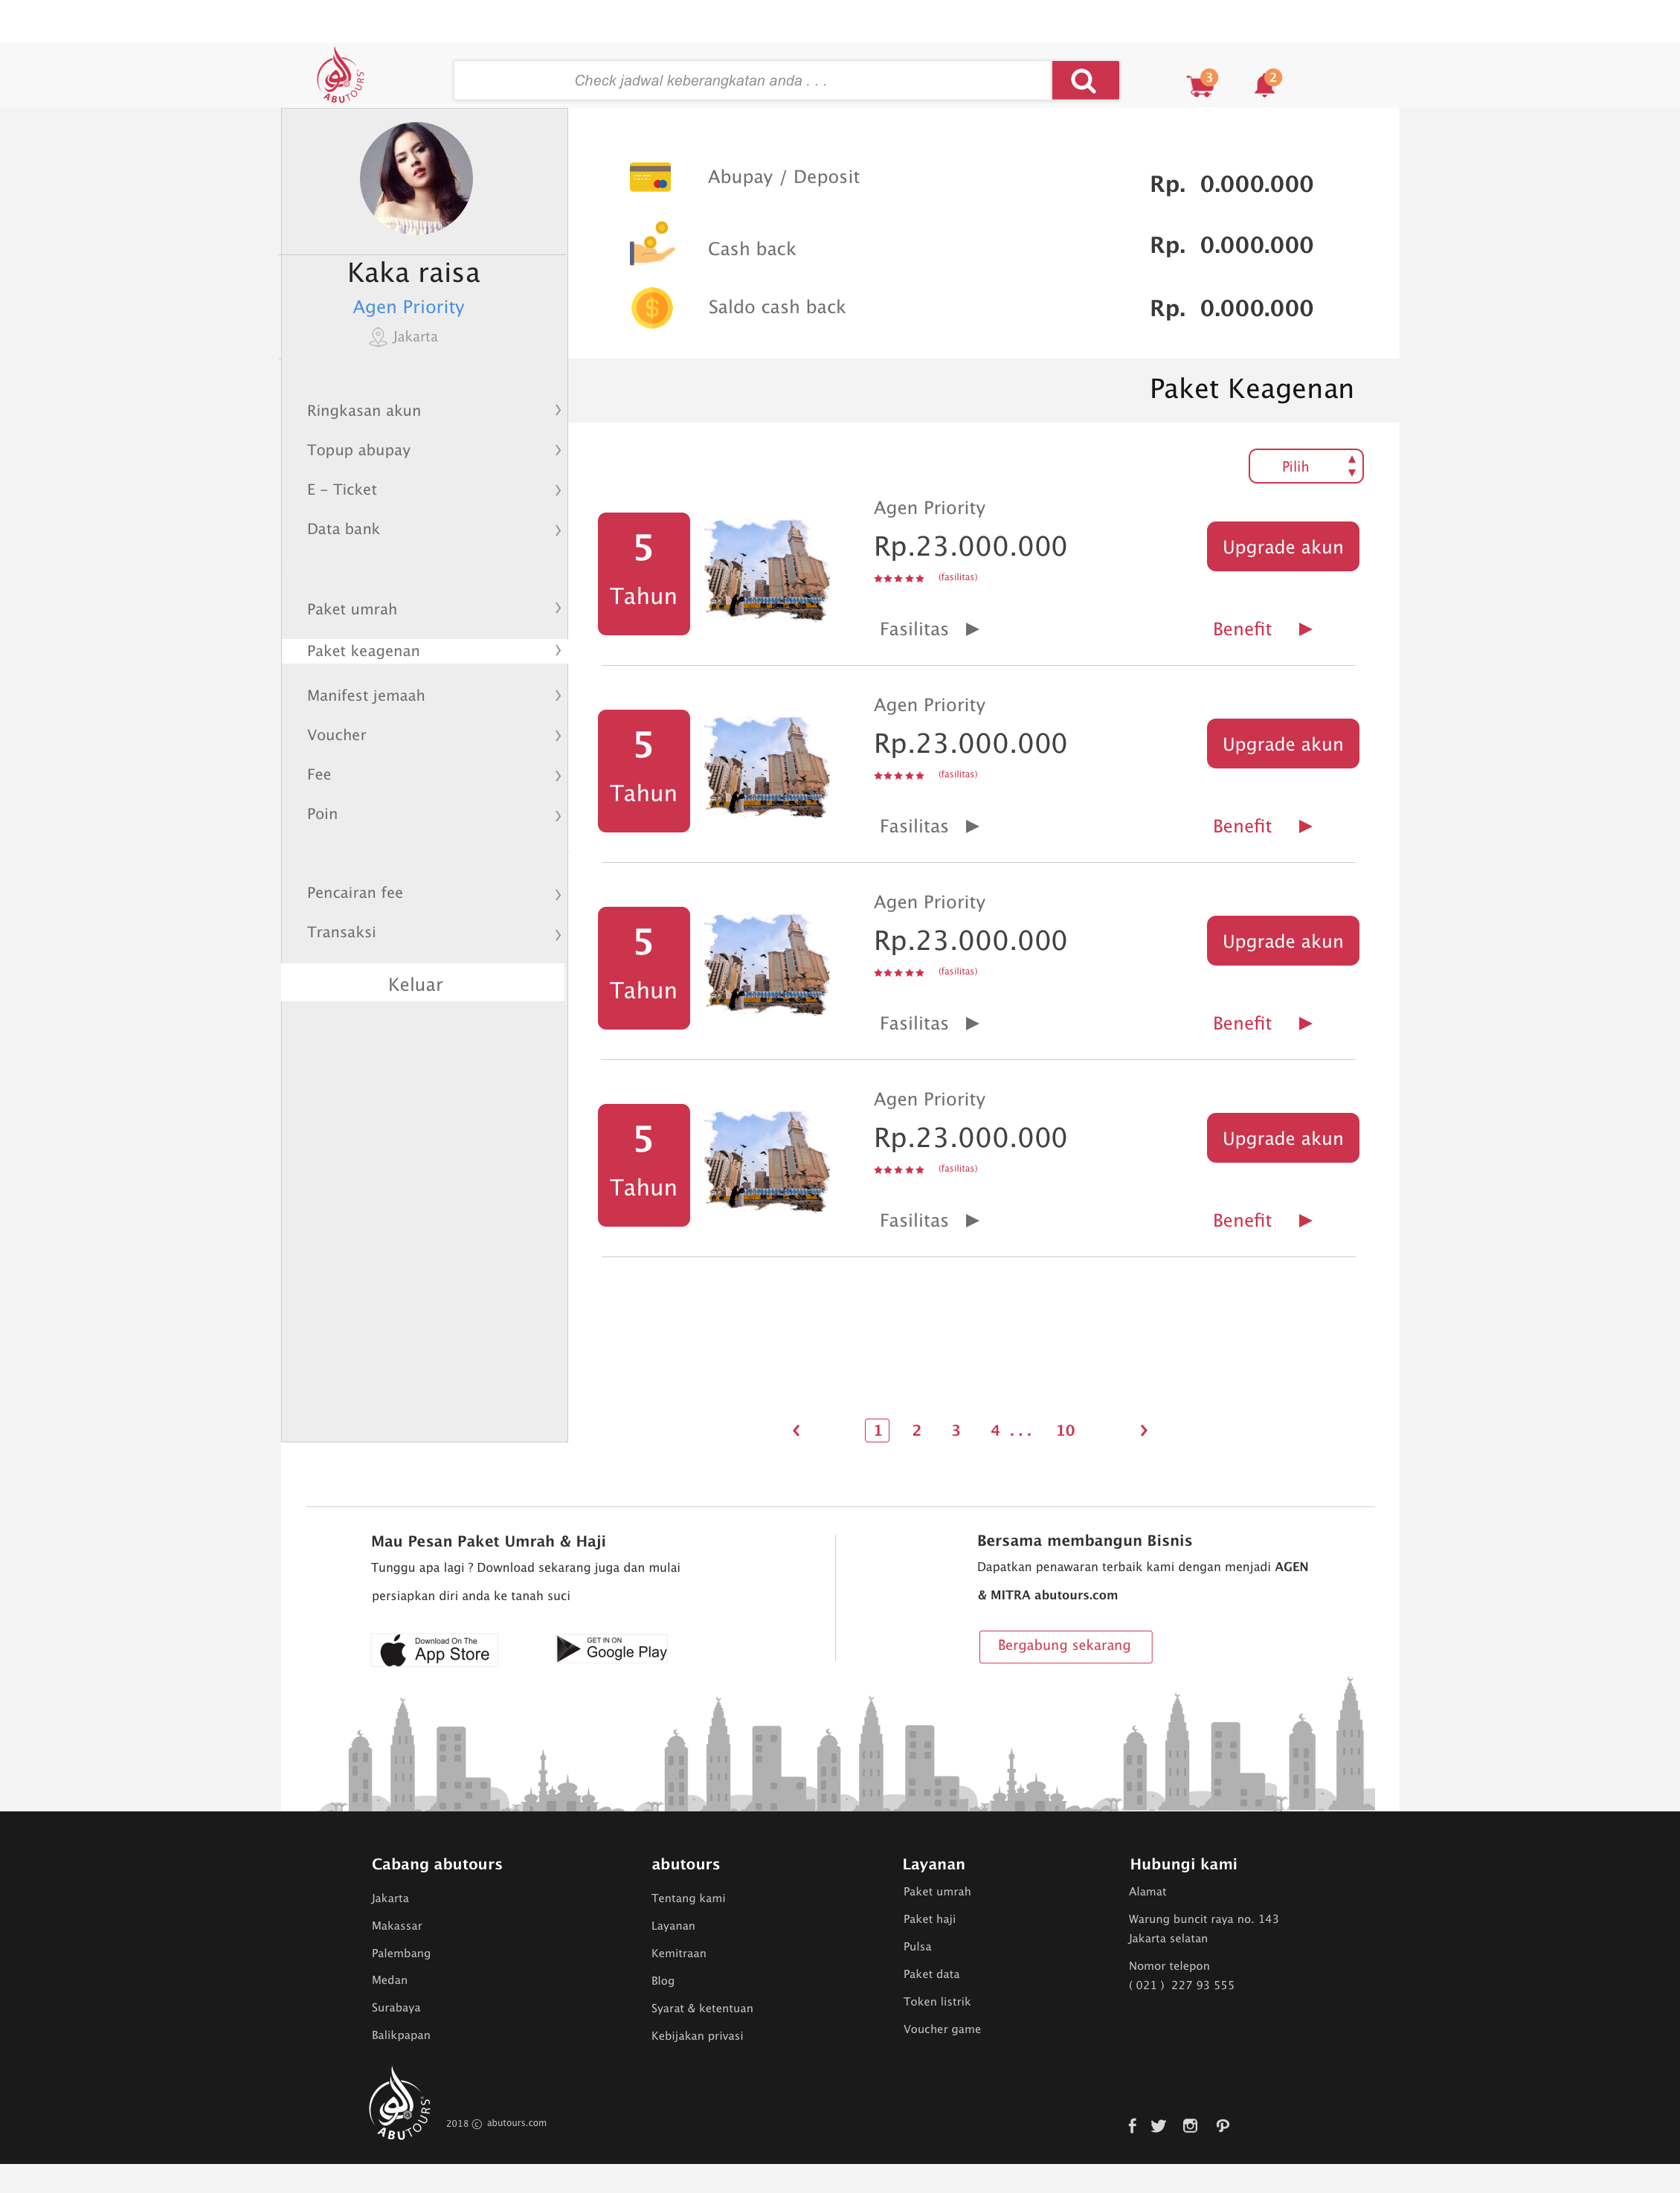 ABUTOURS
Check jadwal keberangkatan anda . . .
3
2
Kaka raisa
Agen Priority
Jakarta
Ringkasan akun
Topup abupay
E - Ticket
Data bank
Paket umrah
Paket keagenan
Manifest jemaah
Voucher
Fee
Poin
Pencairan fee
Transaksi
Keluar
Abupay / Deposit
Rp. 0.000.000
Cash back
Rp. 0.000.000
Saldo cash back
Rp. 0.000.000
Paket Keagenan
Pilih
5
Tahun
Agen Priority
Rp.23.000.000
(fasilitas)
Upgrade akun
Fasilitas
Benefit
5
Tahun
Agen Priority
Rp.23.000.000
(fasilitas)
Upgrade akun
Fasilitas
Benefit
5
Tahun
Agen Priority
Rp.23.000.000
(fasilitas)
Upgrade akun
Fasilitas
Benefit
5
Tahun
Agen Priority
Rp.23.000.000
(fasilitas)
Upgrade akun
Fasilitas
Benefit
1 2 3 4 . . . 10
Mau Pesan Paket Umrah & Haji
Tunggu apa lagi ? Download sekarang juga dan mulai
persiapkan diri anda ke tanah suci
Download On The
App Store
GET IN ON
Google Play
Bersama membangun Bisnis
Dapatkan penawaran terbaik kami dengan menjadi AGEN
& MITRA abutours.com
Bergabung sekarang
Cabang abutours
Jakarta
Makassar
Palembang
Medan
Surabaya
Balikpapan
abutours
Tentang kami
Layanan
Kemitraan
Blog
Syarat & ketentuan
Kebijakan privasi
Layanan
Paket umrah
Paket haji
Pulsa
Paket data
Token listrik
Voucher game
Hubungi kami
Alamat
Warung buncit raya no. 143
Jakarta selatan
Nomor telepon
( 021 ) 227 93 555
ABUTOURS
2018 © abutours.com